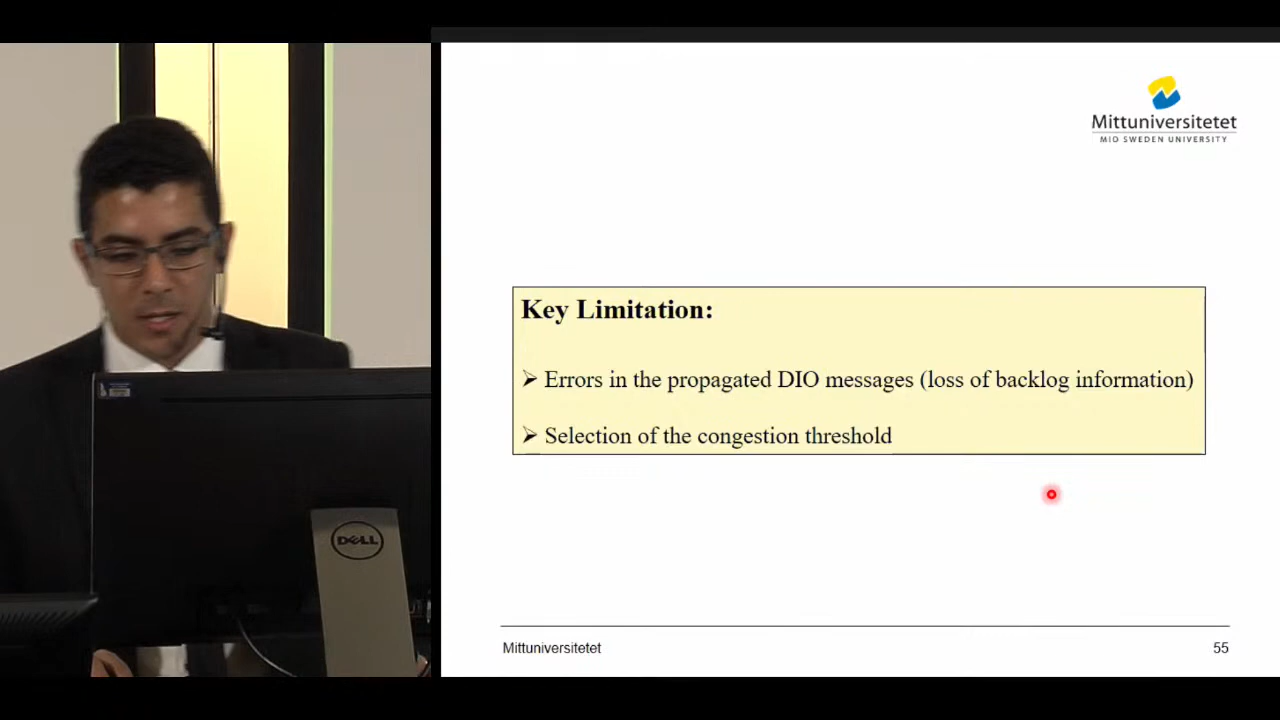 Mittuniversitetet
MID SWEDEN UNIVERSITY
Key Limitation:
➢ Errors in the propagated DIO messages (loss of backlog information)
➢ Selection of the congestion threshold
DELL
Mittuniversitetet
55